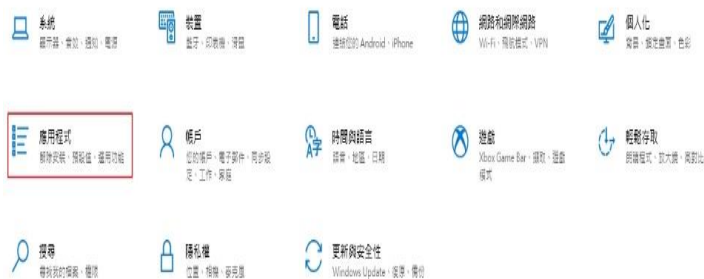 系統
顯示器、音效、通知、電源
裝置
藍牙、印表機、滑鼠
電話
連結您的 Android、iPhone
網路和網際網路
Wi-Fi、飛航模式、VPN
個人化
背景、鎖定畫面、色彩
應用程式
解除安裝、預設值、選用功能
帳戶
您的帳戶、電子郵件、同步設
定、工作、家庭
時間與語言
語音、地區、日期
遊戲
Xbox Game Bar、擷取、遊戲
模式
輕鬆存取
朗讀程式、放大鏡、高對比
搜尋
尋找我的檔案、權限
隱私權
位置、相機、麥克風
更新與安全性
Windows Update、復原、備份